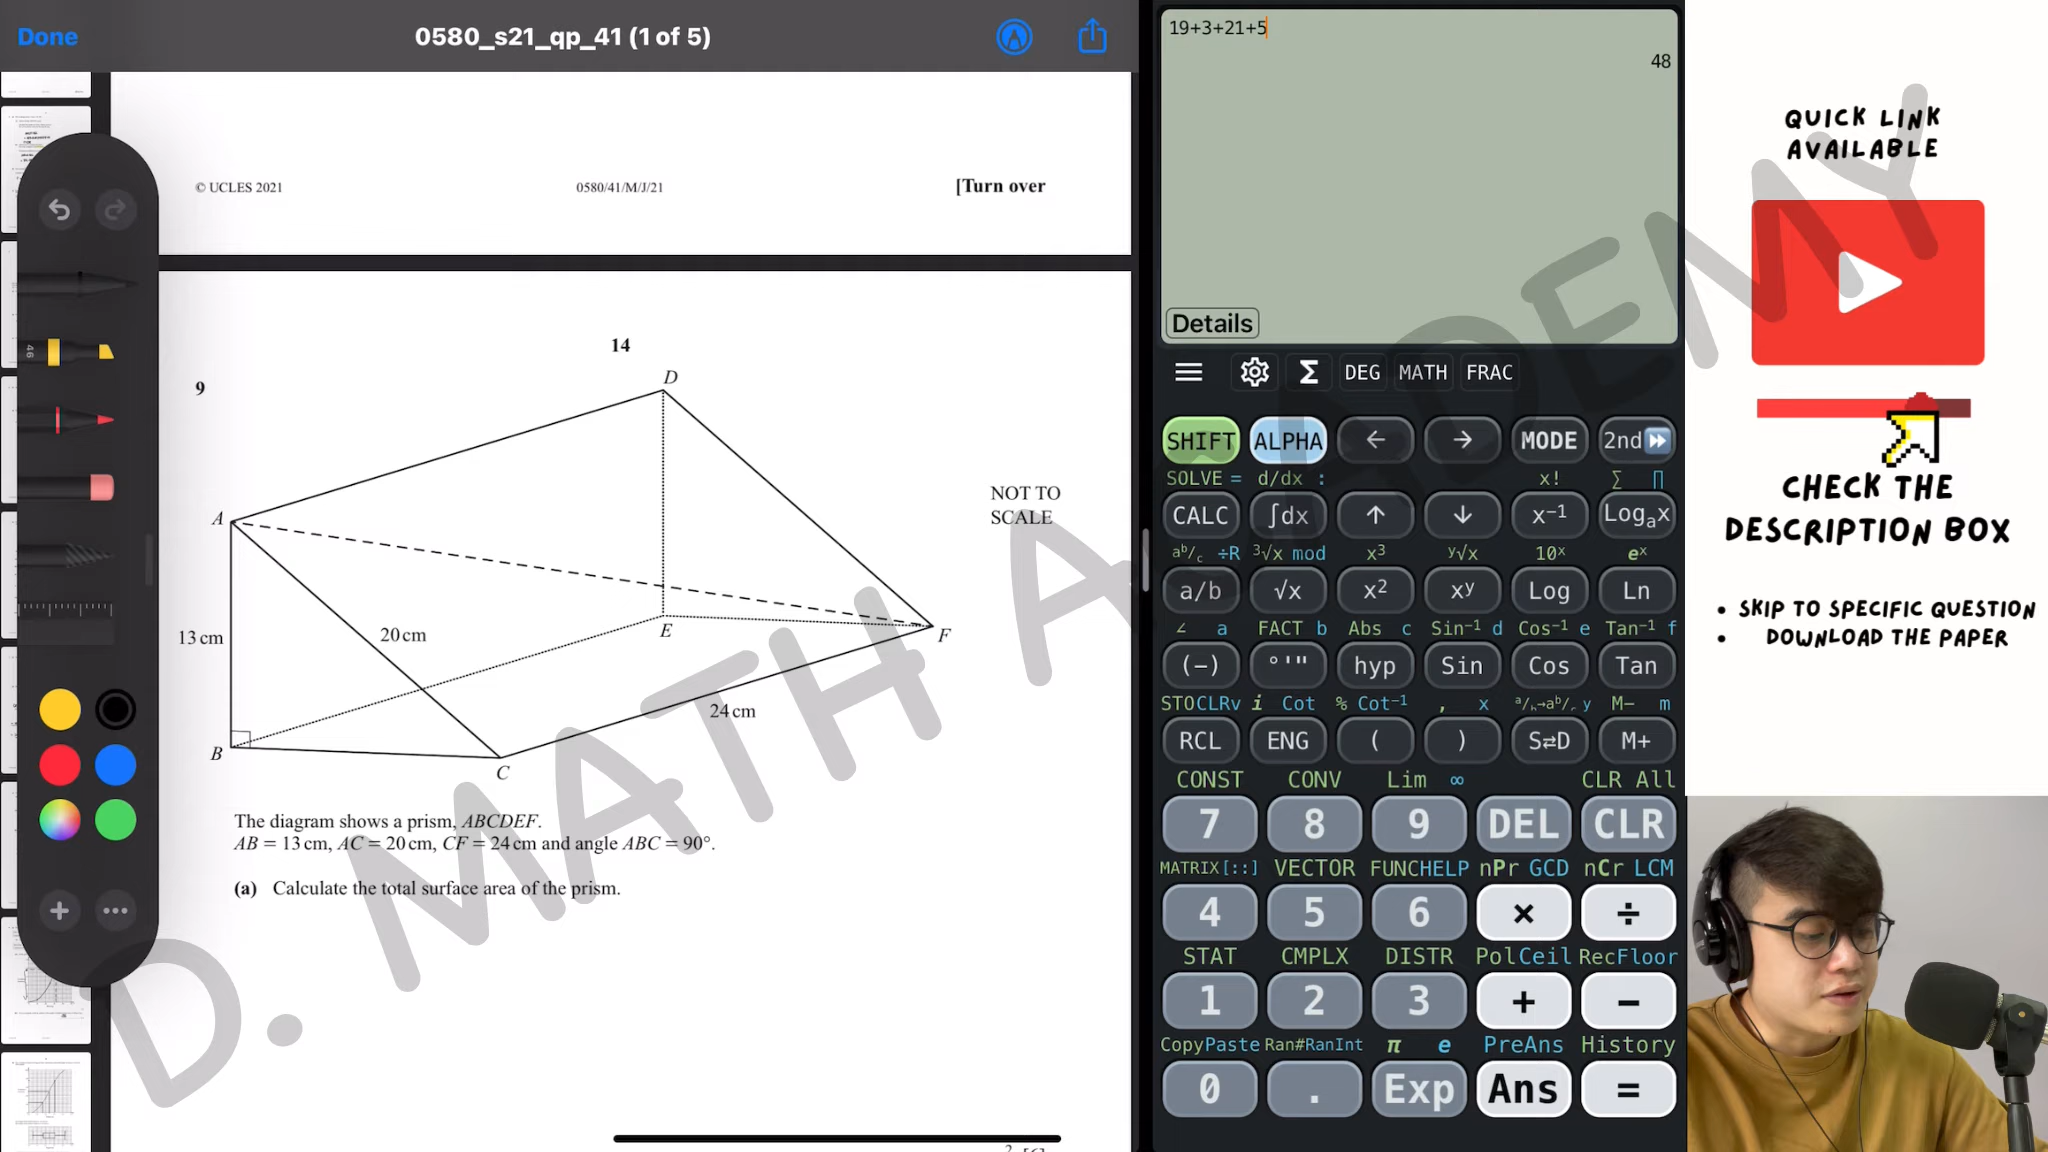 Done
0580_s21_qp_41 (1 of 5)
© UCLES 2021
0580/41/M/J/21
[Turn over
14
9
D
A
NOT TO
SCALE
20 cm
13 cm
E
F
24 cm
B
C
The diagram shows a prism, ABCDEF.
AB = 13 cm, AC = 20 cm, CF = 24 cm and angle ABC = 90°.
(a) Calculate the total surface area of the prism.
D. MATH ACADEMY
46
19+3+21+5
48
Details
DEG MATH FRAC
SHIFT ALPHA ← → MODE 2nd
SOLVE = d/dx : x! ∑ ∏
CALC ∫dx ↑ ↓ x⁻¹ Logₐx
aᵇ/c ÷R ³√x mod x³ ʸ√x 10ˣ eˣ
a/b √x x² xʸ Log Ln
∠ a FACT b Abs c Sin⁻¹ d Cos⁻¹ e Tan⁻¹ f
(−) °'" hyp Sin Cos Tan
STO CLRv i Cot % Cot⁻¹ , x y M− m
RCL ENG ( ) S⇄D M+
CONST CONV Lim ∞ CLR All
7 8 9 DEL CLR
MATRIX[::] VECTOR FUNC HELP nPr GCD nCr LCM
4 5 6 × ÷
STAT CMPLX DISTR Pol Ceil Rec Floor
1 2 3 + −
Copy Paste Ran# RanInt π e PreAns History
0 . Exp Ans =
QUICK LINK
AVAILABLE
CHECK THE
DESCRIPTION BOX
• SKIP TO SPECIFIC QUESTION
• DOWNLOAD THE PAPER